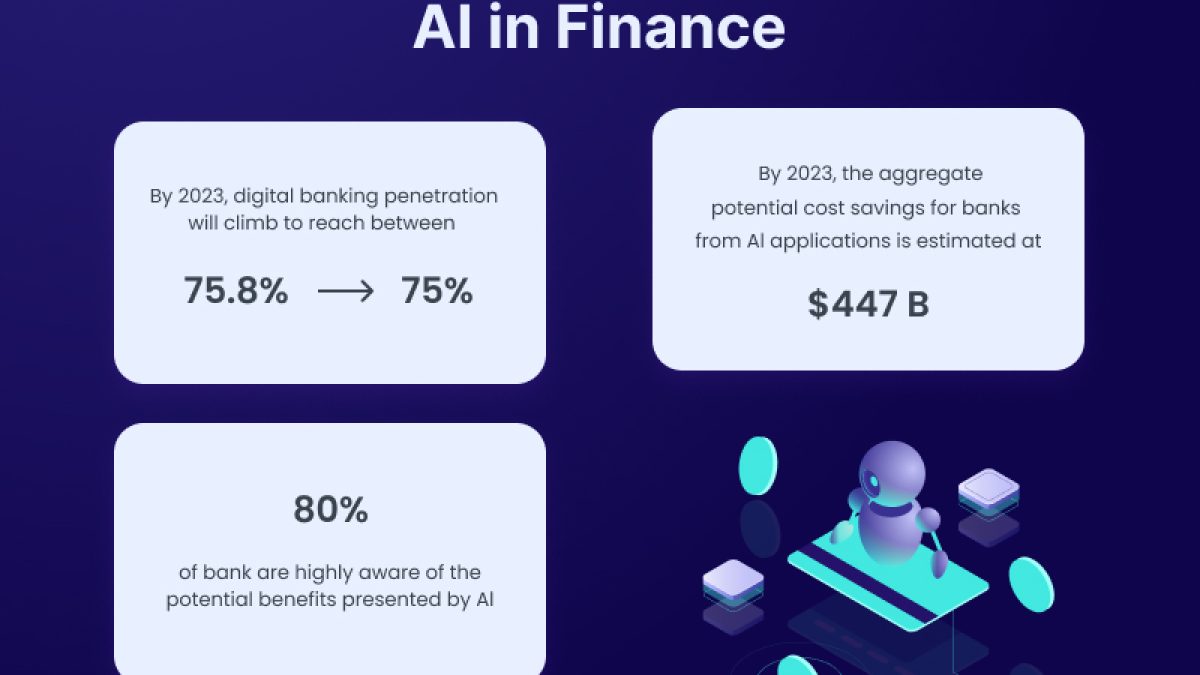 AI in Finance
By 2023, digital banking penetration
will climb to reach between
75.8% → 75%
By 2023, the aggregate
potential cost savings for banks
from AI applications is estimated at
$447 B
80%
of bank are highly aware of the
potential benefits presented by AI